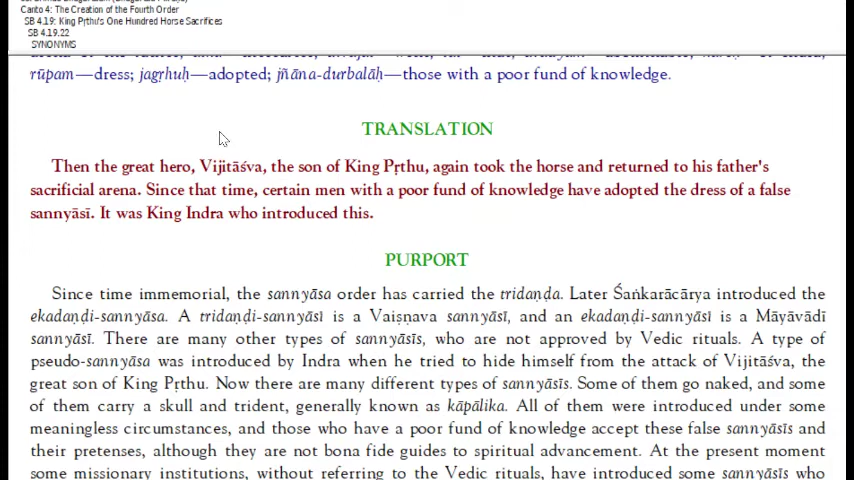 Canto 4: The Creation of the Fourth Order
SB 4.19: King Pṛthu's One Hundred Horse Sacrifices
SB 4.19.22
SYNONYMS
rūpam—dress; jagṛhuḥ—adopted; jñāna-durbalāḥ—those with a poor fund of knowledge.
TRANSLATION
Then the great hero, Vijitāśva, the son of King Pṛthu, again took the horse and returned to his father's
sacrificial arena. Since that time, certain men with a poor fund of knowledge have adopted the dress of a false
sannyāsī. It was King Indra who introduced this.
PURPORT
Since time immemorial, the sannyāsa order has carried the tridaṇḍa. Later Śaṅkarācārya introduced the
ekadaṇḍi-sannyāsa. A tridaṇḍi-sannyāsī is a Vaiṣṇava sannyāsī, and an ekadaṇḍi-sannyāsī is a Māyāvādī
sannyāsī. There are many other types of sannyāsīs, who are not approved by Vedic rituals. A type of
pseudo-sannyāsa was introduced by Indra when he tried to hide himself from the attack of Vijitāśva, the
great son of King Pṛthu. Now there are many different types of sannyāsīs. Some of them go naked, and some
of them carry a skull and trident, generally known as kāpālika. All of them were introduced under some
meaningless circumstances, and those who have a poor fund of knowledge accept these false sannyāsīs and
their pretenses, although they are not bona fide guides to spiritual advancement. At the present moment
some missionary institutions, without referring to the Vedic rituals, have introduced some sannyāsīs who